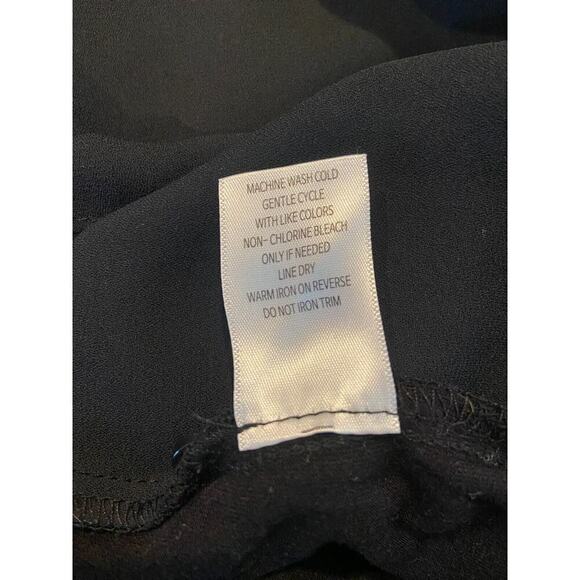 MACHINE WASH COLD
GENTLE CYCLE
WITH LIKE COLORS
NON- CHLORINE BLEACH
ONLY IF NEEDED
LINE DRY
WARM IRON ON REVERSE
DO NOT IRON TRIM